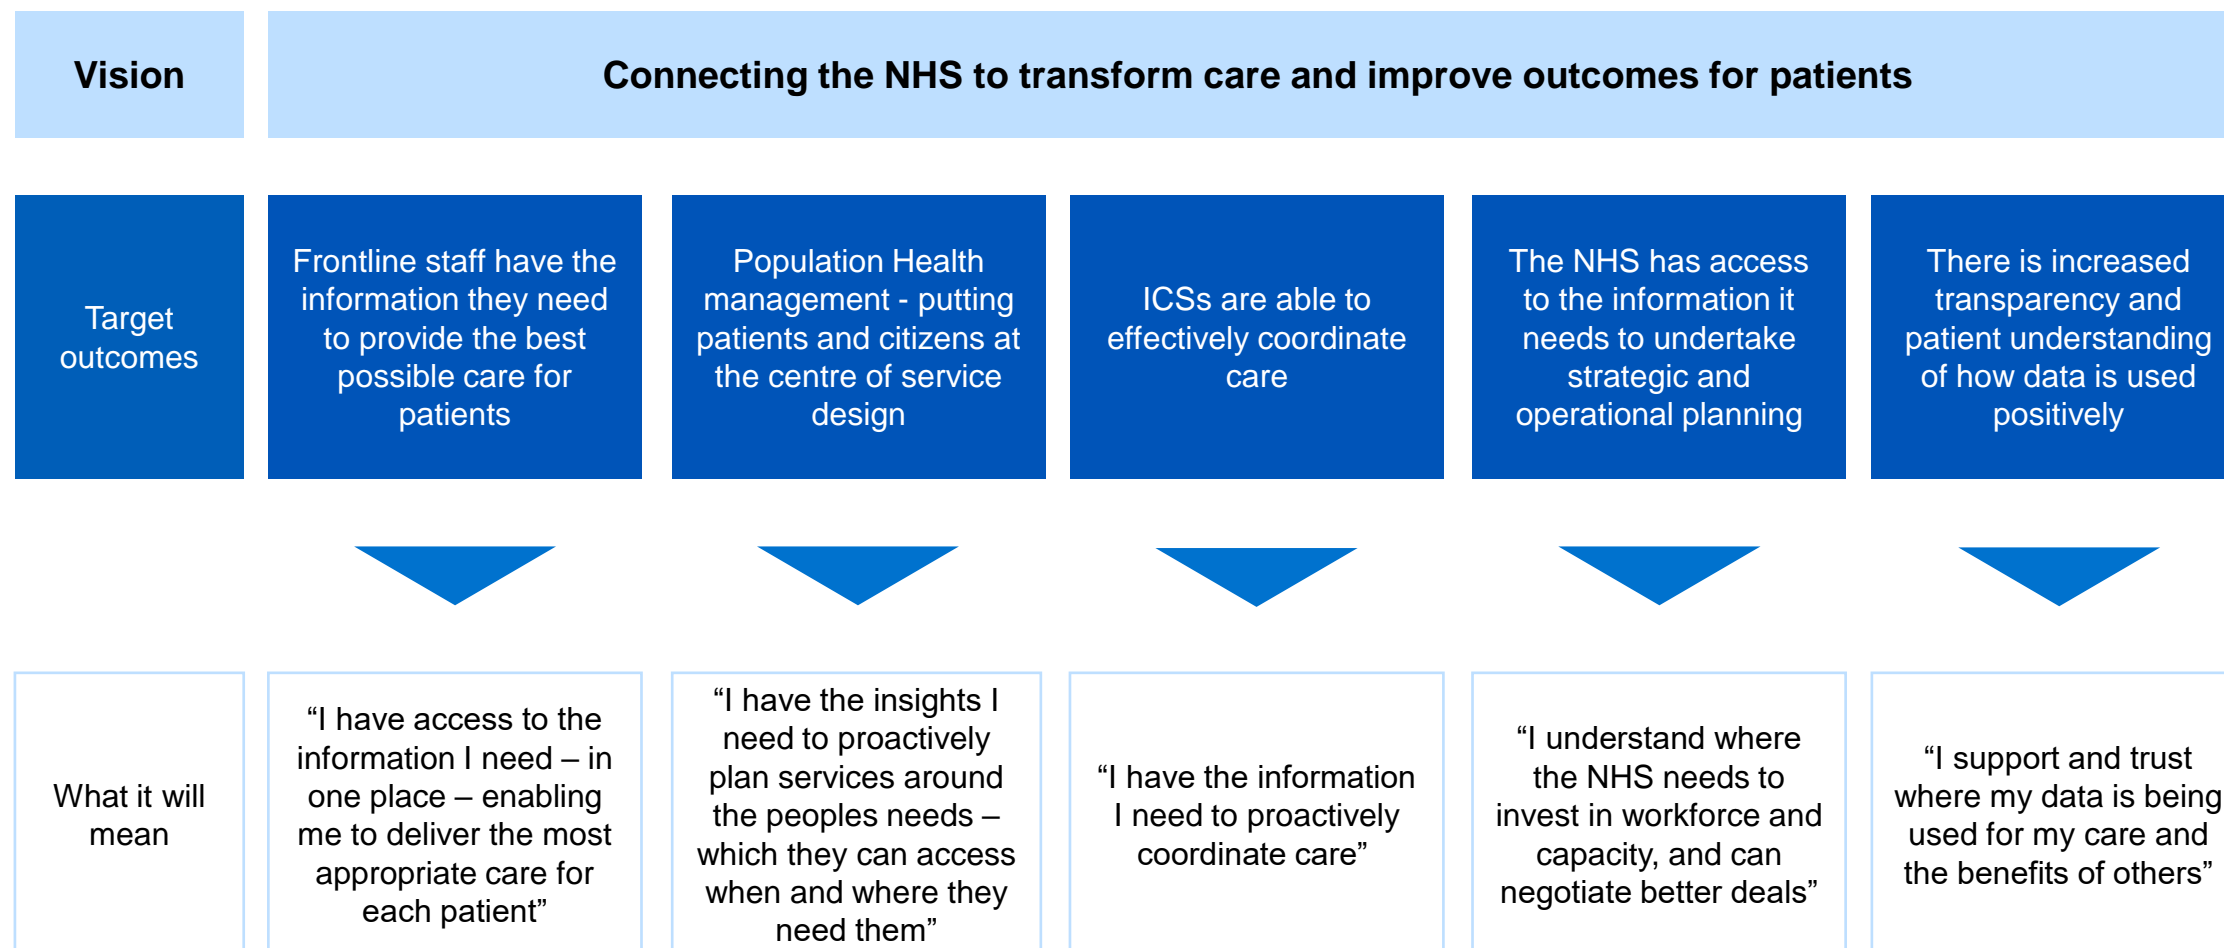 Vision
Connecting the NHS to transform care and improve outcomes for patients
Target
outcomes
Frontline staff have the
information they need
to provide the best
possible care for
patients
Population Health
management - putting
patients and citizens at
the centre of service
design
ICSs are able to
effectively coordinate
care
The NHS has access
to the information it
needs to undertake
strategic and
operational planning
There is increased
transparency and
patient understanding
of how data is used
positively
What it will
mean
“I have access to the
information I need – in
one place – enabling
me to deliver the most
appropriate care for
each patient”
“I have the insights I
need to proactively
plan services around
the peoples needs –
which they can access
when and where they
need them”
“I have the information
I need to proactively
coordinate care”
“I understand where
the NHS needs to
invest in workforce and
capacity, and can
negotiate better deals”
“I support and trust
where my data is being
used for my care and
the benefits of others”